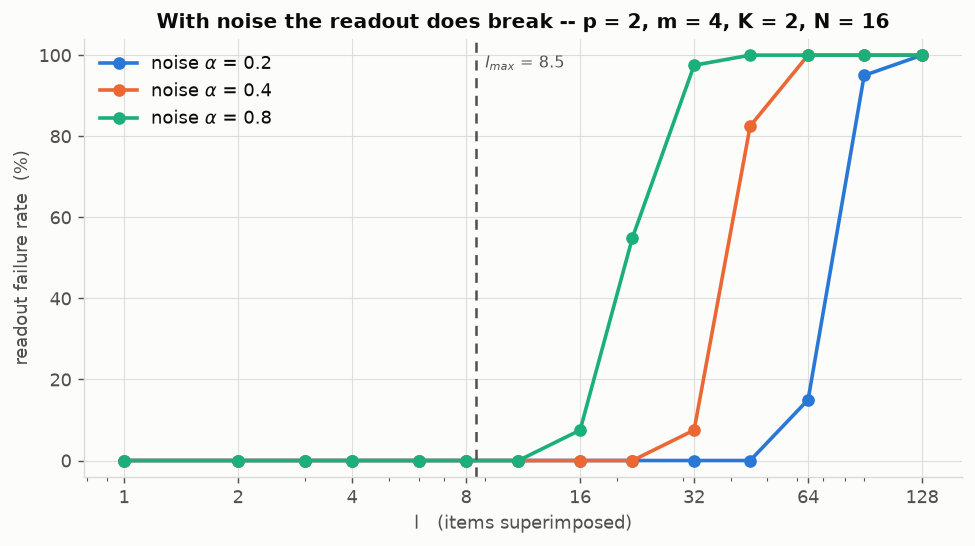 With noise the readout does break -- p = 2, m = 4, K = 2, N = 16
noise α = 0.2
noise α = 0.4
noise α = 0.8
l_max = 8.5
readout failure rate (%)
100
80
60
40
20
0
1 2 4 8 16 32 64 128
l (items superimposed)